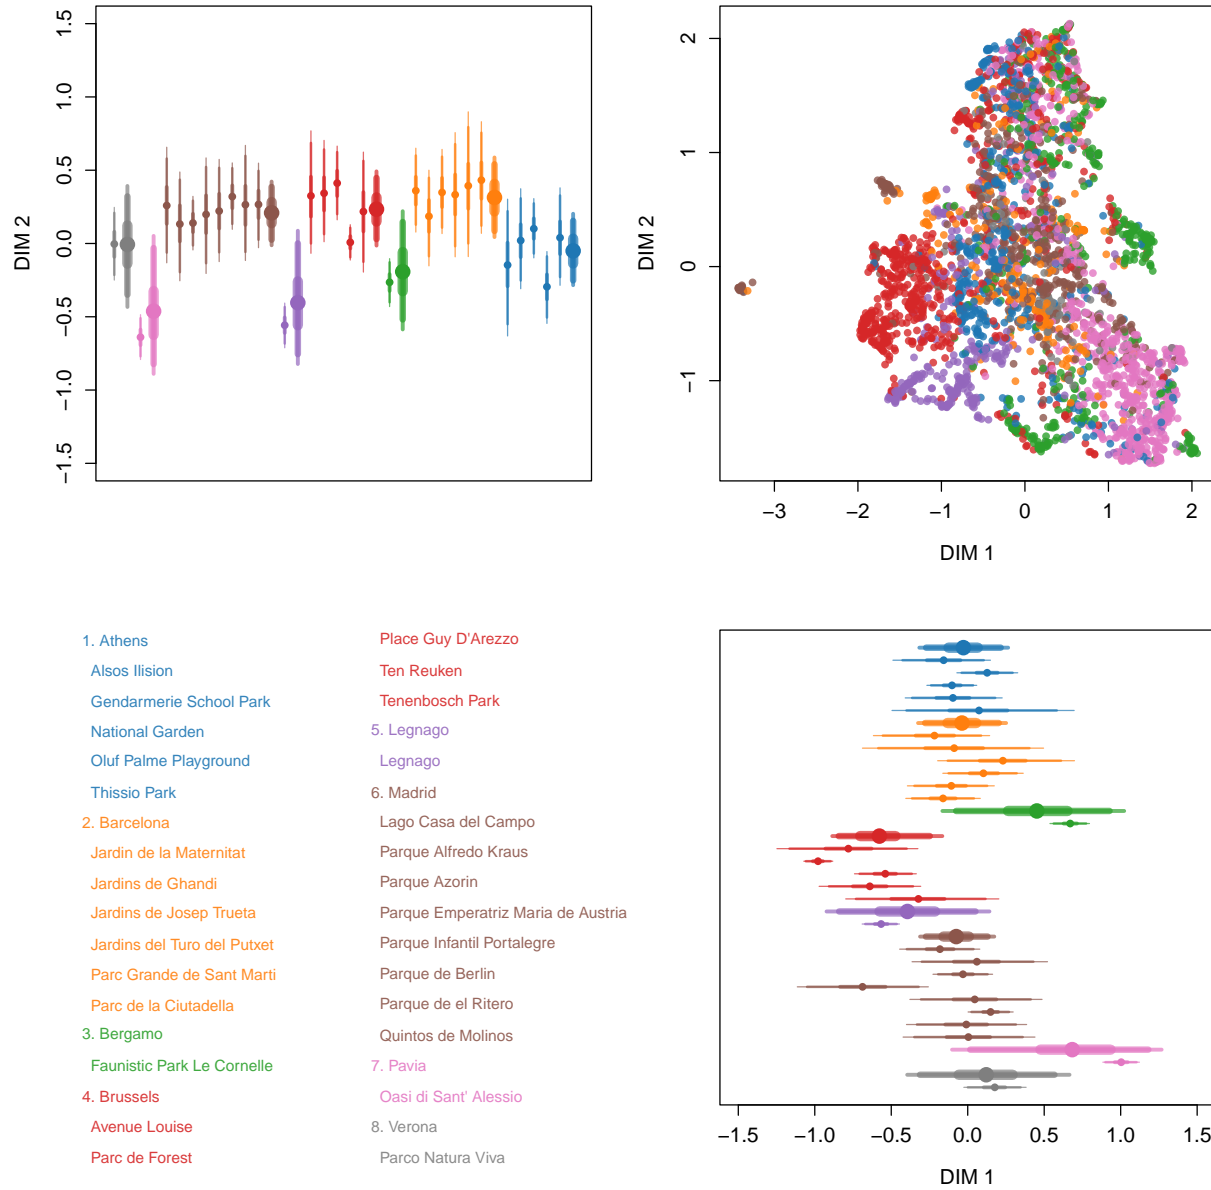 1.5
1.0
0.5
0.0
−0.5
−1.0
−1.5
DIM 2
2
1
0
−1
DIM 2
−3
−2
−1
0
1
2
DIM 1
1. Athens
Alsos Ilision
Gendarmerie School Park
National Garden
Oluf Palme Playground
Thissio Park
2. Barcelona
Jardin de la Maternitat
Jardins de Ghandi
Jardins de Josep Trueta
Jardins del Turo del Putxet
Parc Grande de Sant Marti
Parc de la Ciutadella
3. Bergamo
Faunistic Park Le Cornelle
4. Brussels
Avenue Louise
Parc de Forest
Place Guy D'Arezzo
Ten Reuken
Tenenbosch Park
5. Legnago
Legnago
6. Madrid
Lago Casa del Campo
Parque Alfredo Kraus
Parque Azorin
Parque Emperatriz Maria de Austria
Parque Infantil Portalegre
Parque de Berlin
Parque de el Ritero
Quintos de Molinos
7. Pavia
Oasi di Sant' Alessio
8. Verona
Parco Natura Viva
−1.5
−1.0
−0.5
0.0
0.5
1.0
1.5
DIM 1